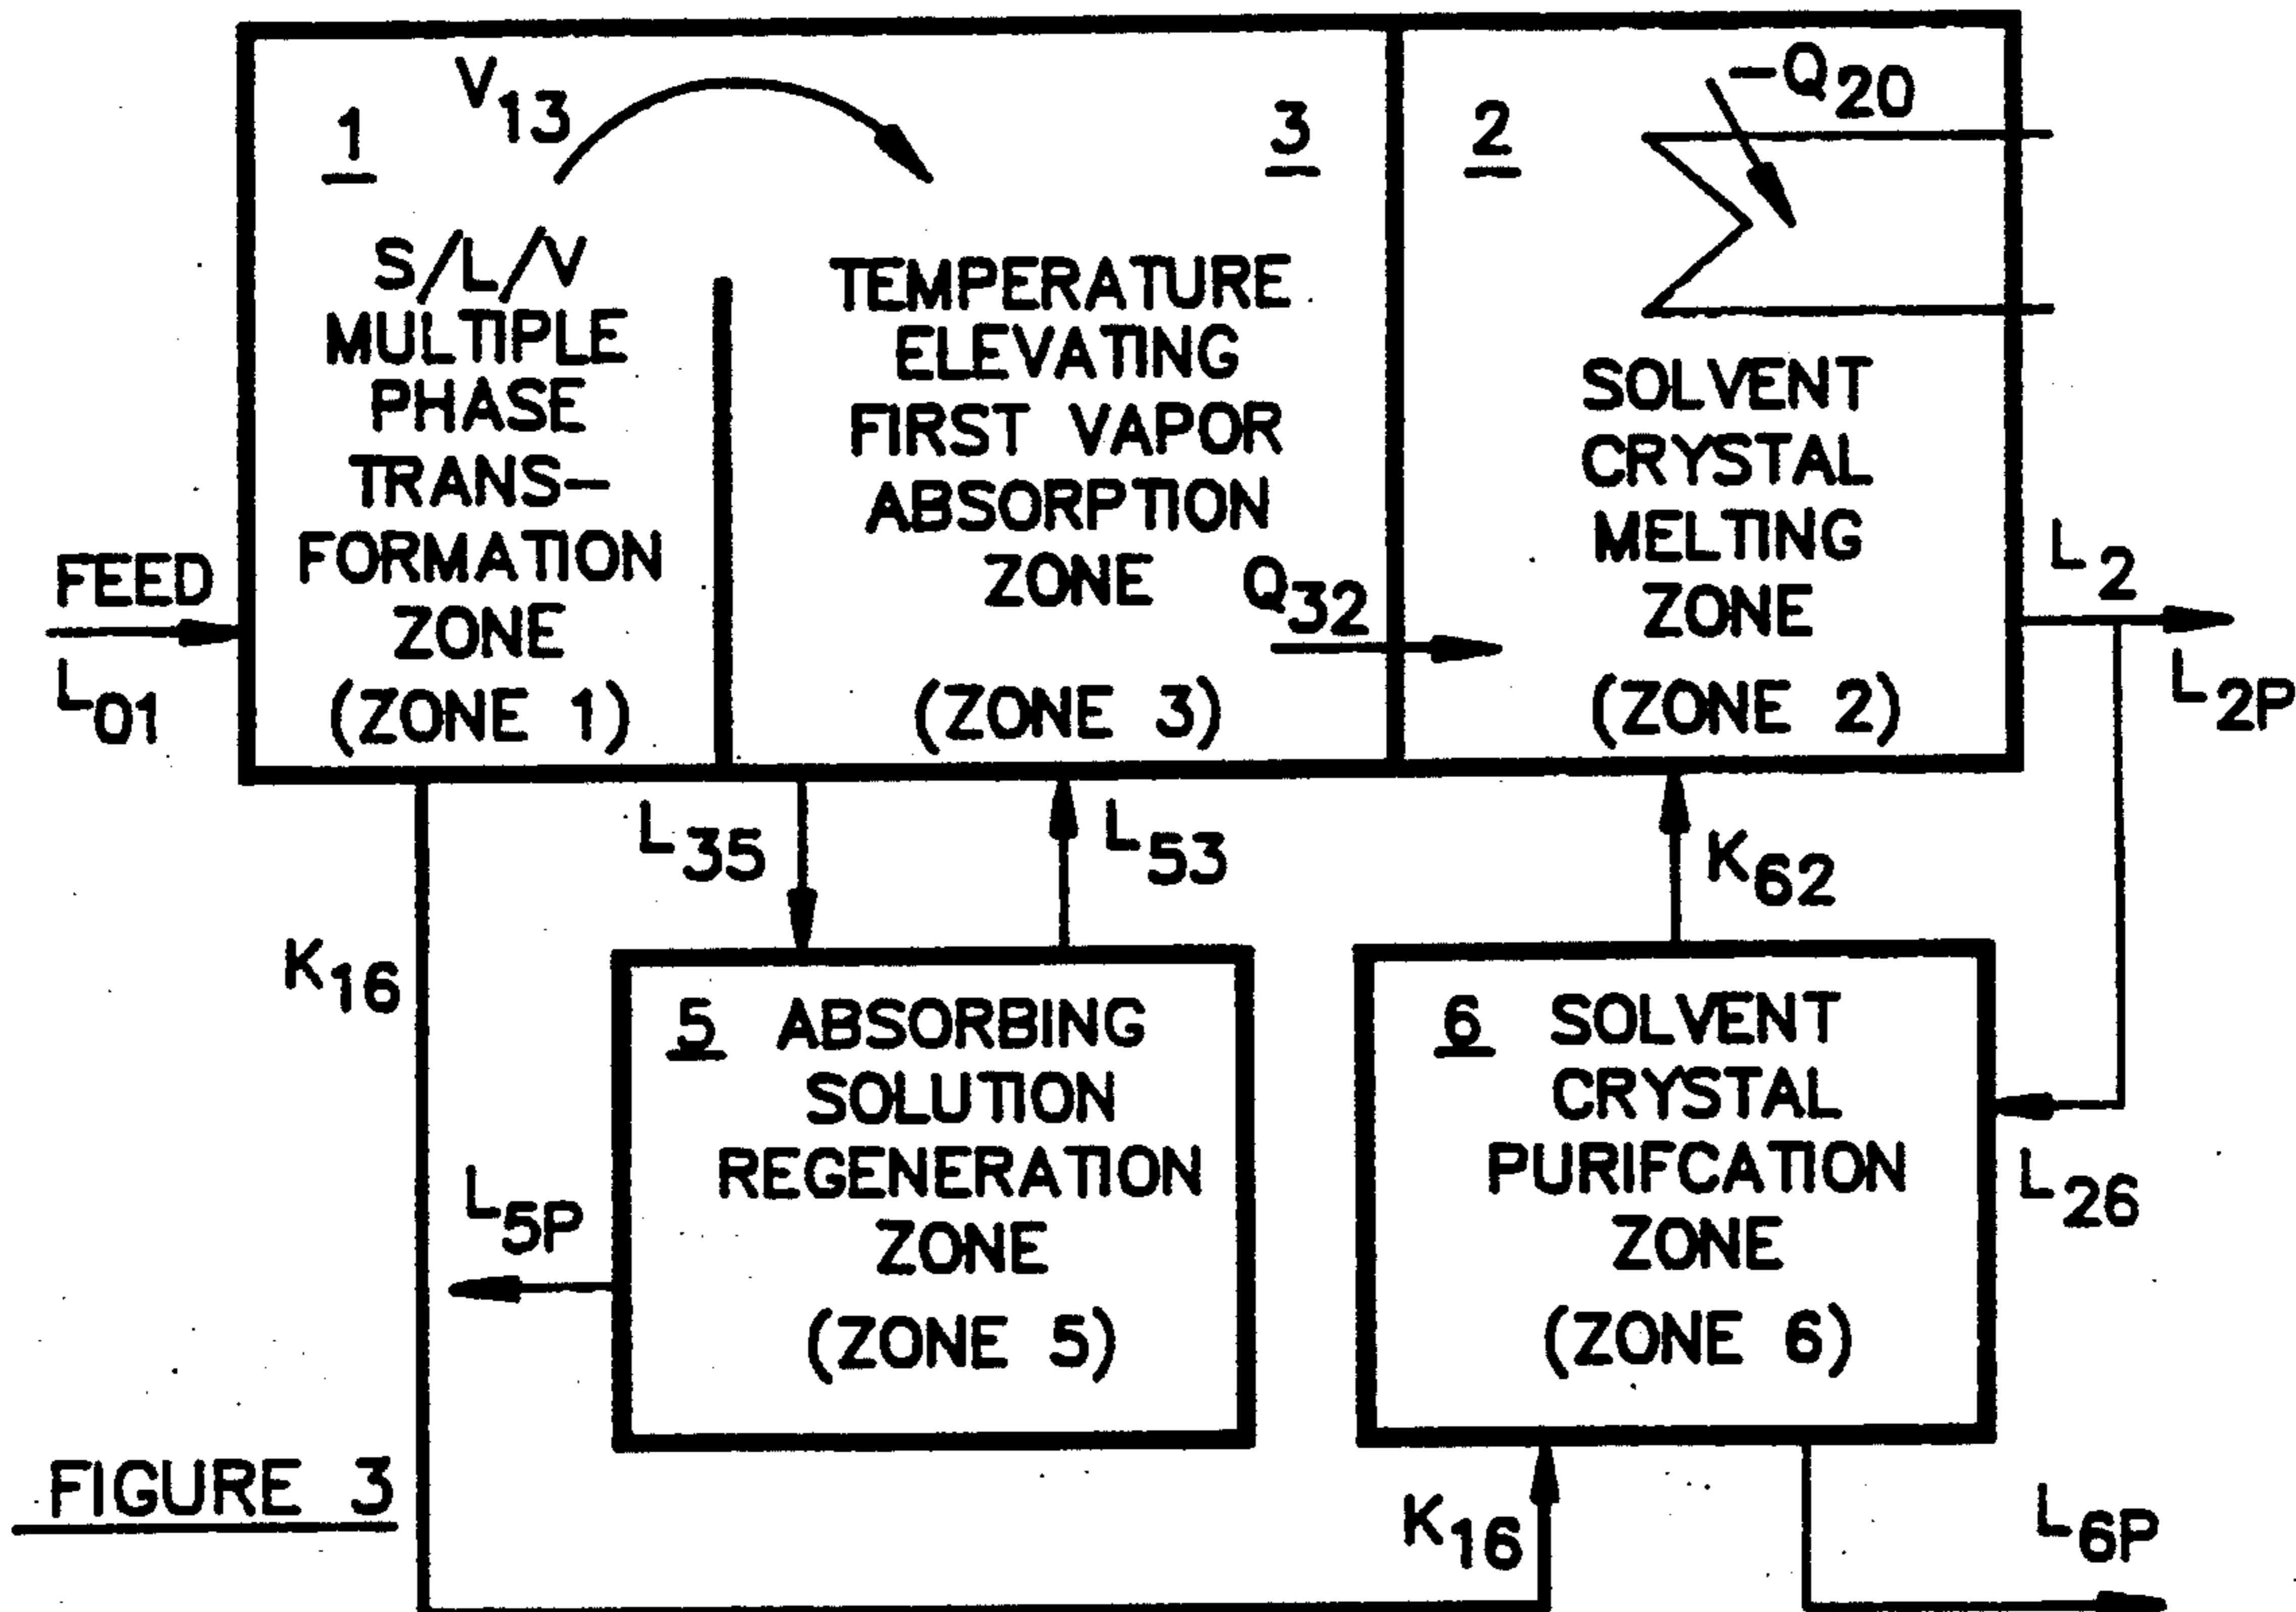 V13
1
S/L/V
MULTIPLE
PHASE
TRANS-
FORMATION
ZONE
(ZONE 1)
FEED
L01
3
TEMPERATURE
ELEVATING
FIRST VAPOR
ABSORPTION
ZONE
(ZONE 3)
Q32
2
-Q20
SOLVENT
CRYSTAL
MELTING
ZONE
(ZONE 2)
L2
L2P
L35
L53
K62
K16
5 ABSORBING
SOLUTION
REGENERATION
ZONE
(ZONE 5)
L5P
6 SOLVENT
CRYSTAL
PURIFCATION
ZONE
(ZONE 6)
L26
K16
L6P
FIGURE 3